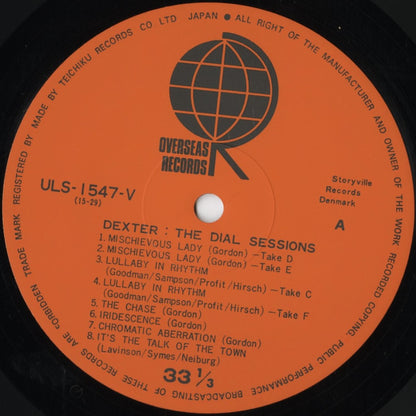 TRADE MARK REGISTERED BY MADE BY TEICHIKU RECORDS CO LTD, JAPAN ● ALL RIGHT OF THE MANUFACTURER AND OWNER OF THE RECORDED
PUBLIC PERFORMANCE, BROADCASTING OF THESE RECORDS ARE FORBIDDEN
OVERSEAS
RECORDS
ULS-1547-V
(15-29)
Storyville
Records
Denmark
A
DEXTER : THE DIAL SESSIONS
1. MISCHIEVOUS LADY (Gordon) —Take D
2. MISCHIEVOUS LADY (Gordon) —Take E
3. LULLABY IN RHYTHM
(Goodman/Sampson/Profit/Hirsch) —Take C
4. LULLABY IN RHYTHM
(Goodman/Sampson/Profit/Hirsch) —Take F
5. THE CHASE (Gordon)
6. IRIDESCENCE (Gordon)
7. CHROMATIC ABERRATION (Gordon)
8. IT'S THE TALK OF THE TOWN
(Lavinson/Symes/Neiburg)
33 1/3